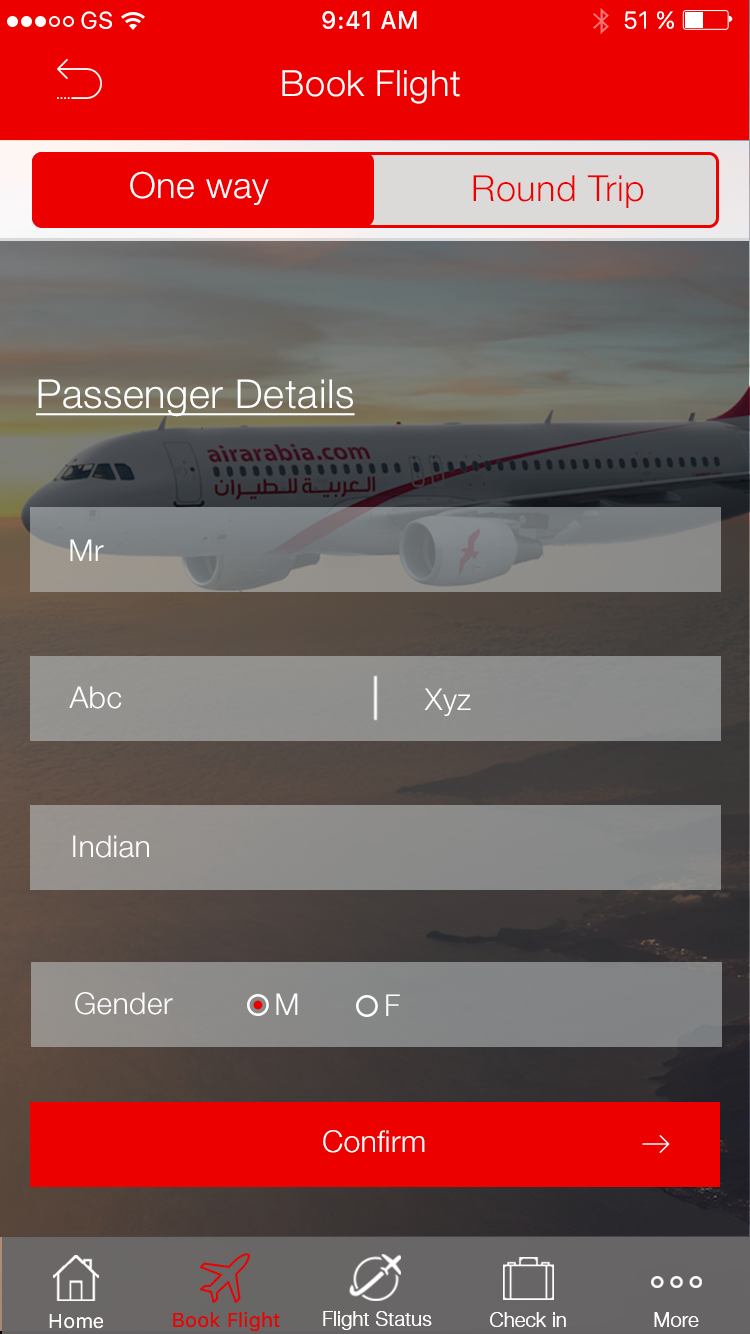 GS 9:41 AM 51 %
Book Flight
One way Round Trip
Passenger Details
airarabia.com
العربية للطيران
Mr
Abc Xyz
Indian
Gender M F
Confirm
Home Book Flight Flight Status Check in More